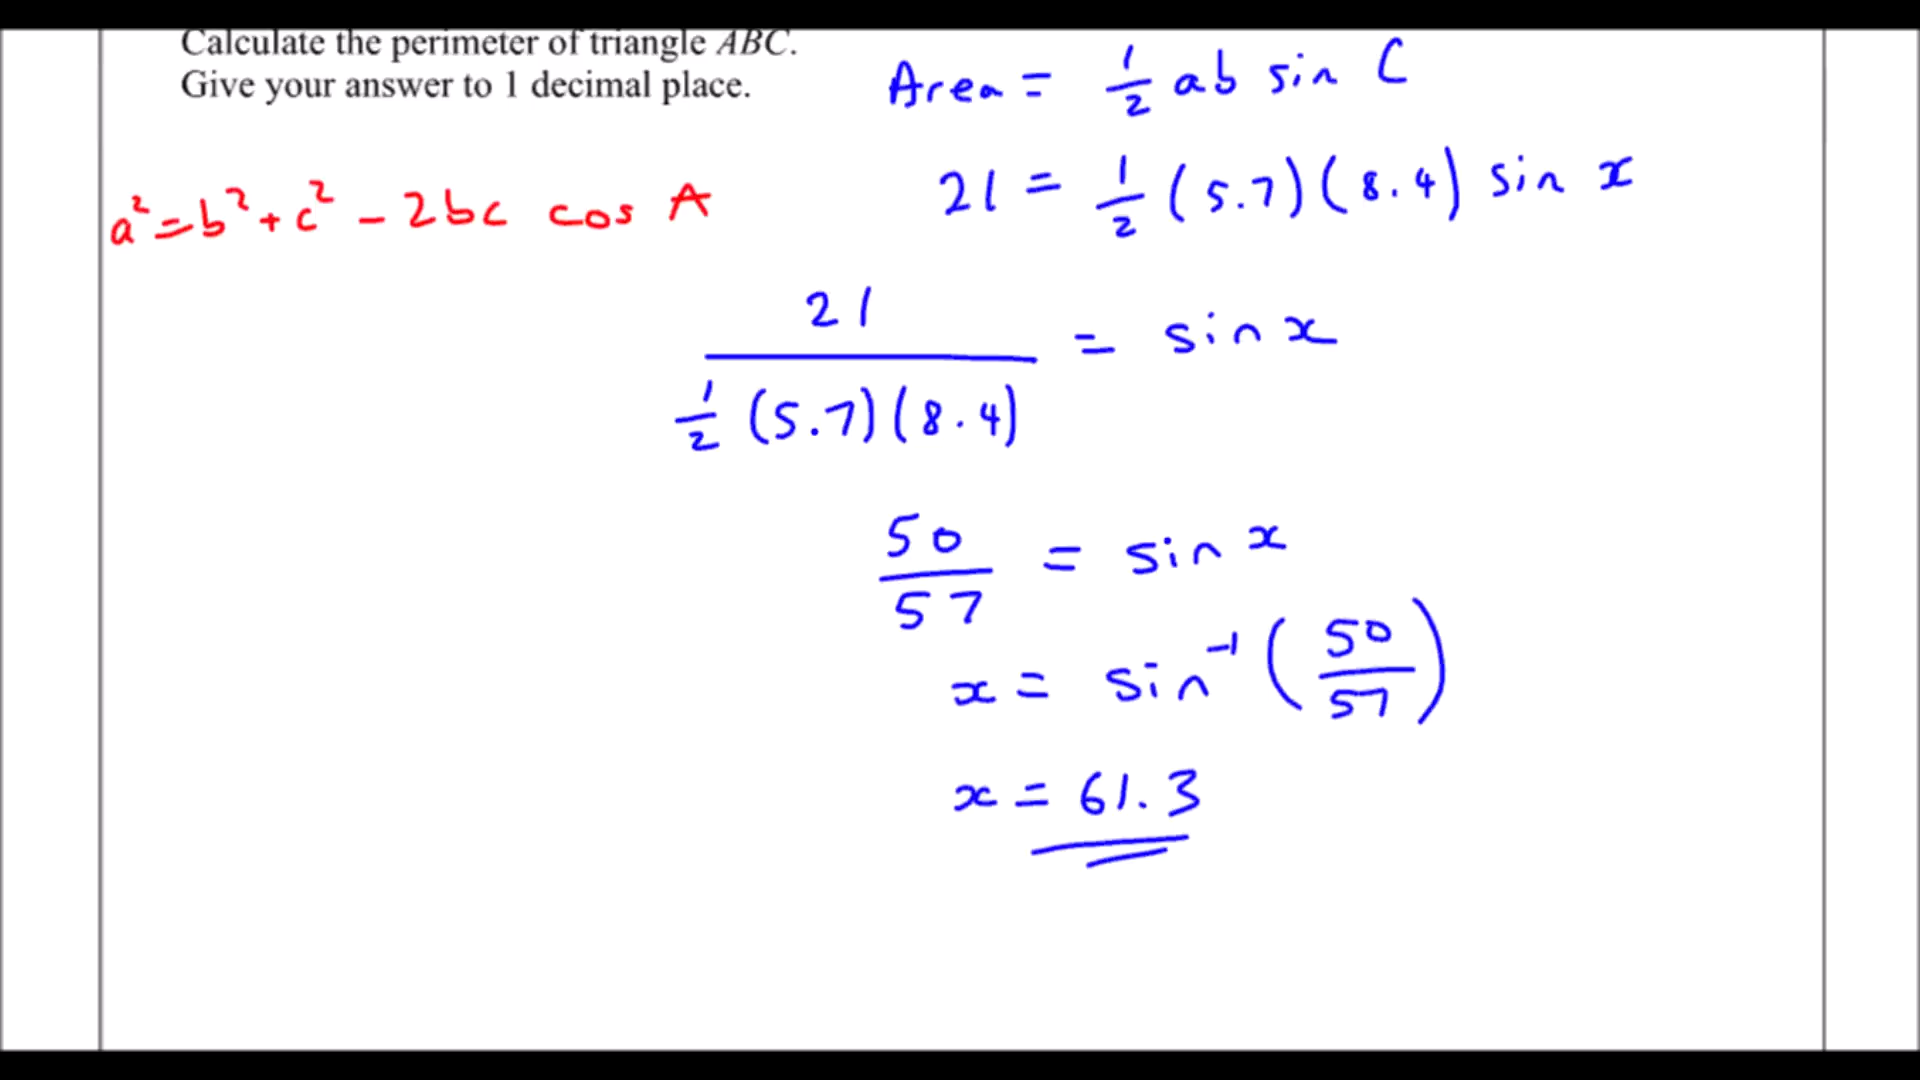 Calculate the perimeter of triangle ABC.
Give your answer to 1 decimal place.
Area = 1/2 ab sin C
21 = 1/2 (5.7)(8.4) sin x
a² = b² + c² - 2bc cos A
21 / 1/2 (5.7)(8.4) = sin x
50/57 = sin x
x = sin⁻¹ (50/57)
x = 61.3